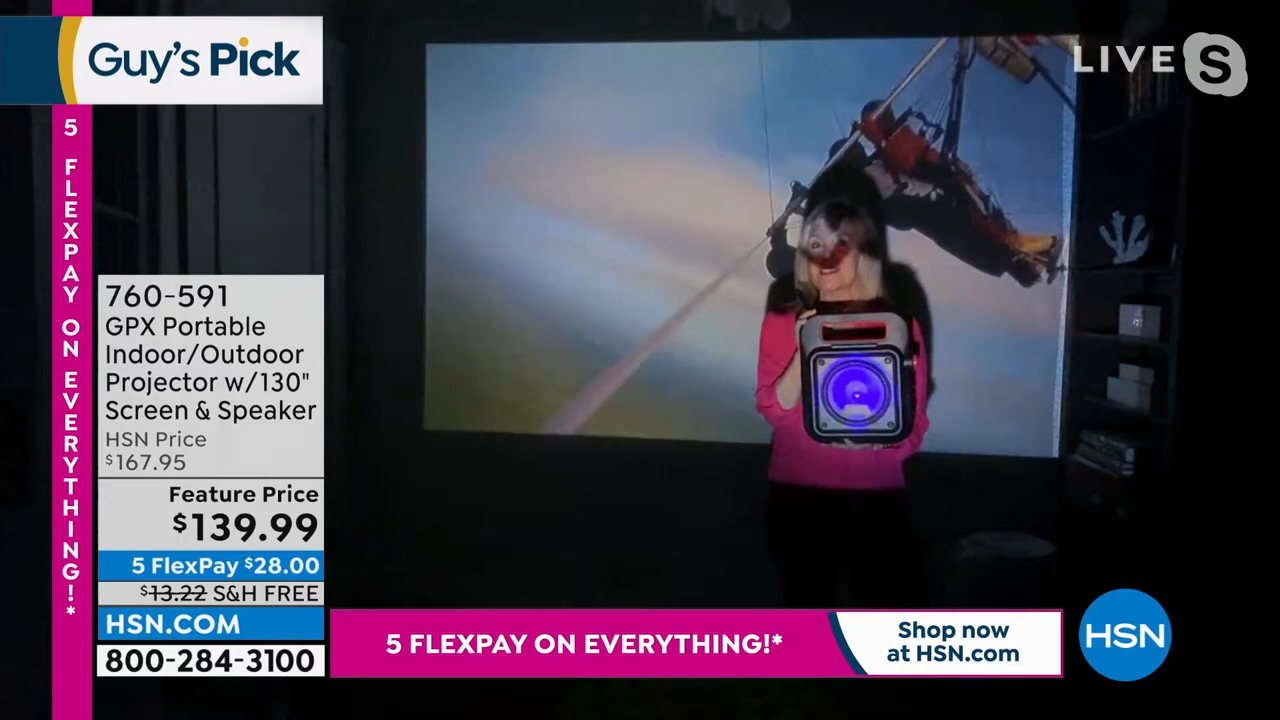 Guy's Pick
LIVE S
5 FLEXPAY ON EVERYTHING!*
760-591
GPX Portable
Indoor/Outdoor
Projector w/130"
Screen & Speaker
HSN Price
$167.95
Feature Price
$139.99
5 FlexPay $28.00
$13.22 S&H FREE
HSN.COM
800-284-3100
5 FLEXPAY ON EVERYTHING!*
Shop now
at HSN.com
HSN